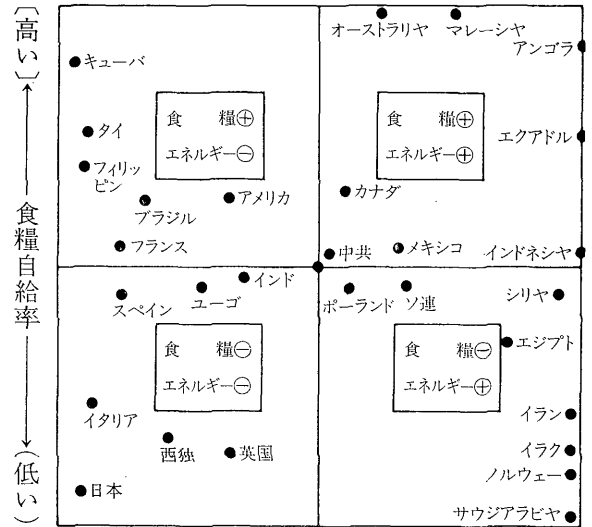 〔高い〕
食糧自給率
（低い）
オーストラリヤ
マレーシヤ
アンゴラ
キューバ
食　糧⊕
エネルギー⊖
食　糧⊕
エネルギー⊕
タイ
エクアドル
フィリッ
ピン
ブラジル
アメリカ
カナダ
フランス
中共
メキシコ
インドネシヤ
インド
スペイン
ユーゴ
ポーランド
ソ連
シリヤ
食　糧⊖
エネルギー⊖
食　糧⊖
エネルギー⊕
エジプト
イタリア
イラン
西独
英国
イラク
ノルウェー
日本
サウジアラビヤ